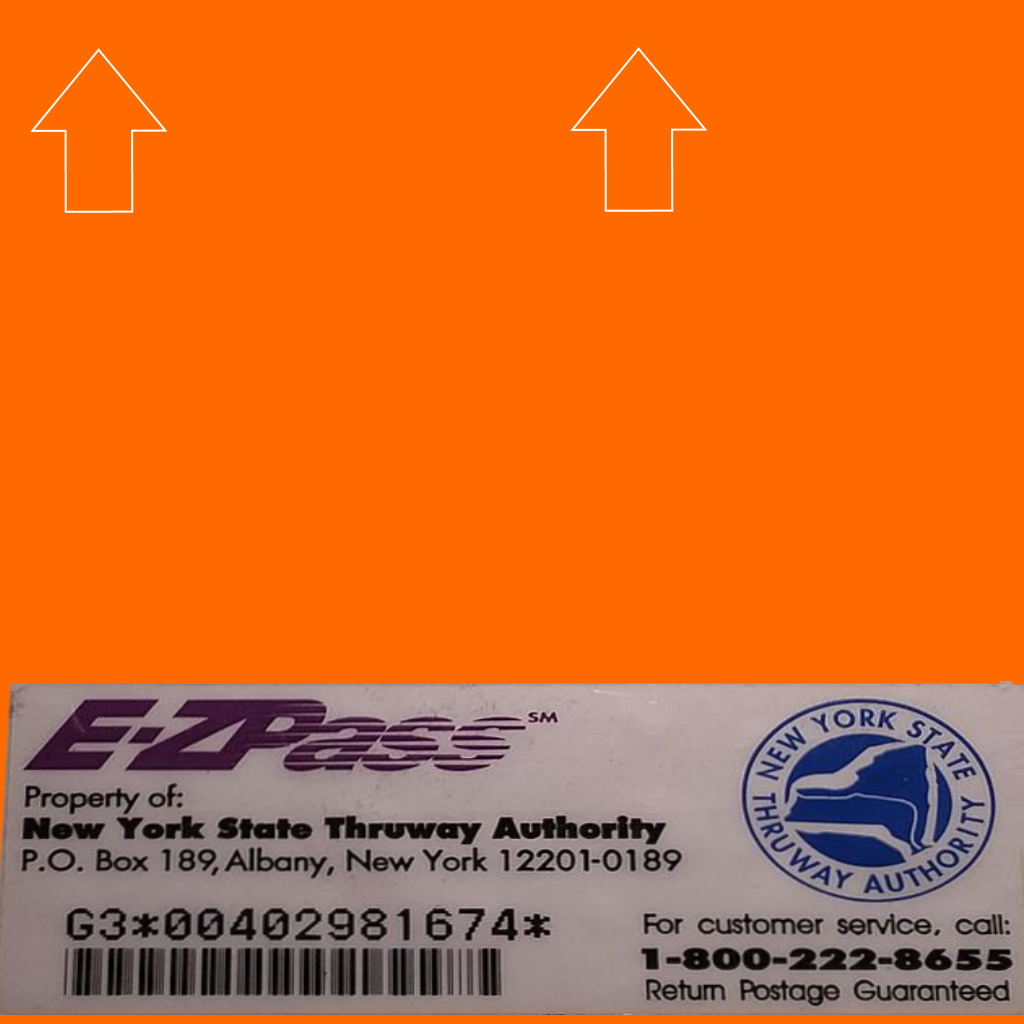 E-ZPass SM
Property of:
New York State Thruway Authority
P.O. Box 189, Albany, New York 12201-0189
G3*00402981674*
NEW YORK STATE
THRUWAY AUTHORITY
For customer service, call:
1-800-222-8655
Return Postage Guaranteed